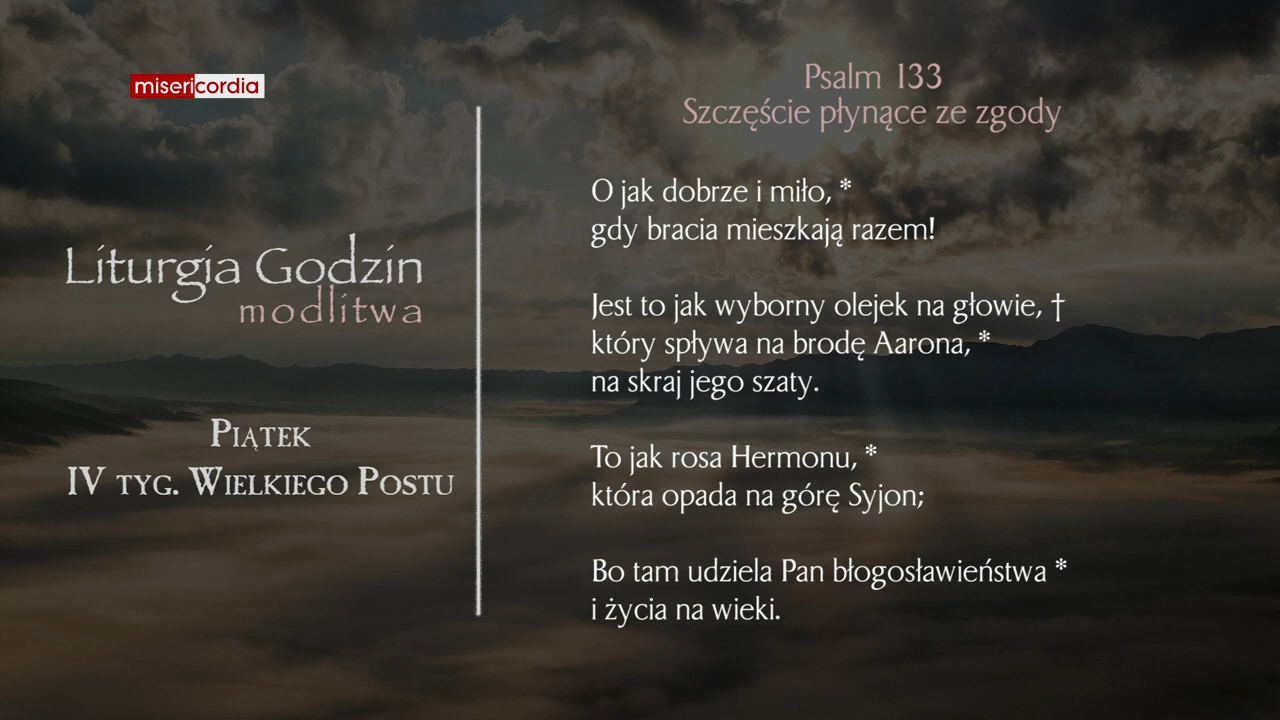 misericordia
Liturgia Godzin
modlitwa
Piątek
IV tyg. Wielkiego Postu
Psalm 133
Szczęście płynące ze zgody
O jak dobrze i miło, *
gdy bracia mieszkają razem!
Jest to jak wyborny olejek na głowie, †
który spływa na brodę Aarona, *
na skraj jego szaty.
To jak rosa Hermonu, *
która opada na górę Syjon;
Bo tam udziela Pan błogosławieństwa *
i życia na wieki.